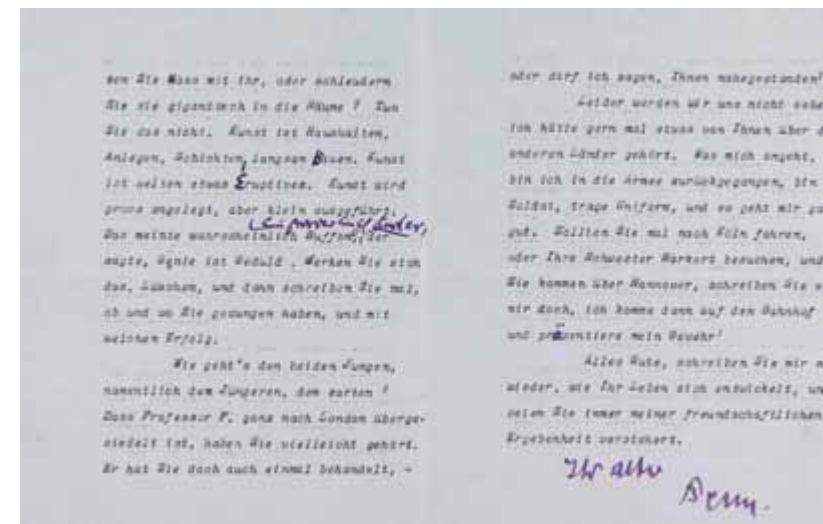 sen Sie Mass mit ihr, oder schleudern
Sie sie gigantisch in die Räume ? Tun
Sie das nicht. Kunst ist Haushalten,
Anlegen, Schichten, langsam Bauen. Kunst
ist selten etwas Eruptives. Kunst wird
gross angelegt, aber klein ausgeführt.
Das meinte wahrscheinlich Buffon, der
sagte, Genie ist Geduld . Merken Sie sich
das, und dann schreiben Sie mal,
ob und wo Sie gesungen haben, und mit
welchem Erfolg.
Wie geht's den beiden Jungen,
namentlich dem Jüngeren, dem zarten ?
Dass Professor P. ganz nach London überge-
siedelt ist, haben Sie vielleicht gehört.
Er hat Sie doch auch einmal behandelt, -
oder darf ich sagen, Ihnen nahegestanden?
Leider werden wir uns nicht sehen
ich hätte gern mal etwas von Ihnen über d
anderen Länder gehört. Was mich angeht,
bin ich in die Armee zurückgegangen, bin
Soldat, trage Uniform, und es geht mir
gut. Sollten Sie mal nach Köln fahren,
oder Ihre Schwester besuchen, und
Sie kommen über Hannover, schreiben Sie e
mir doch, ich komme dann auf den Bahnhof
und präsentiere mein Gewehr!
Alles Gute, schreiben Sie mir m
wieder, wie Ihr Leben sich entwickelt, un
seien Sie immer meiner freundschaftlichen
Ergebenheit versichert.
Ihr alter
Benn.